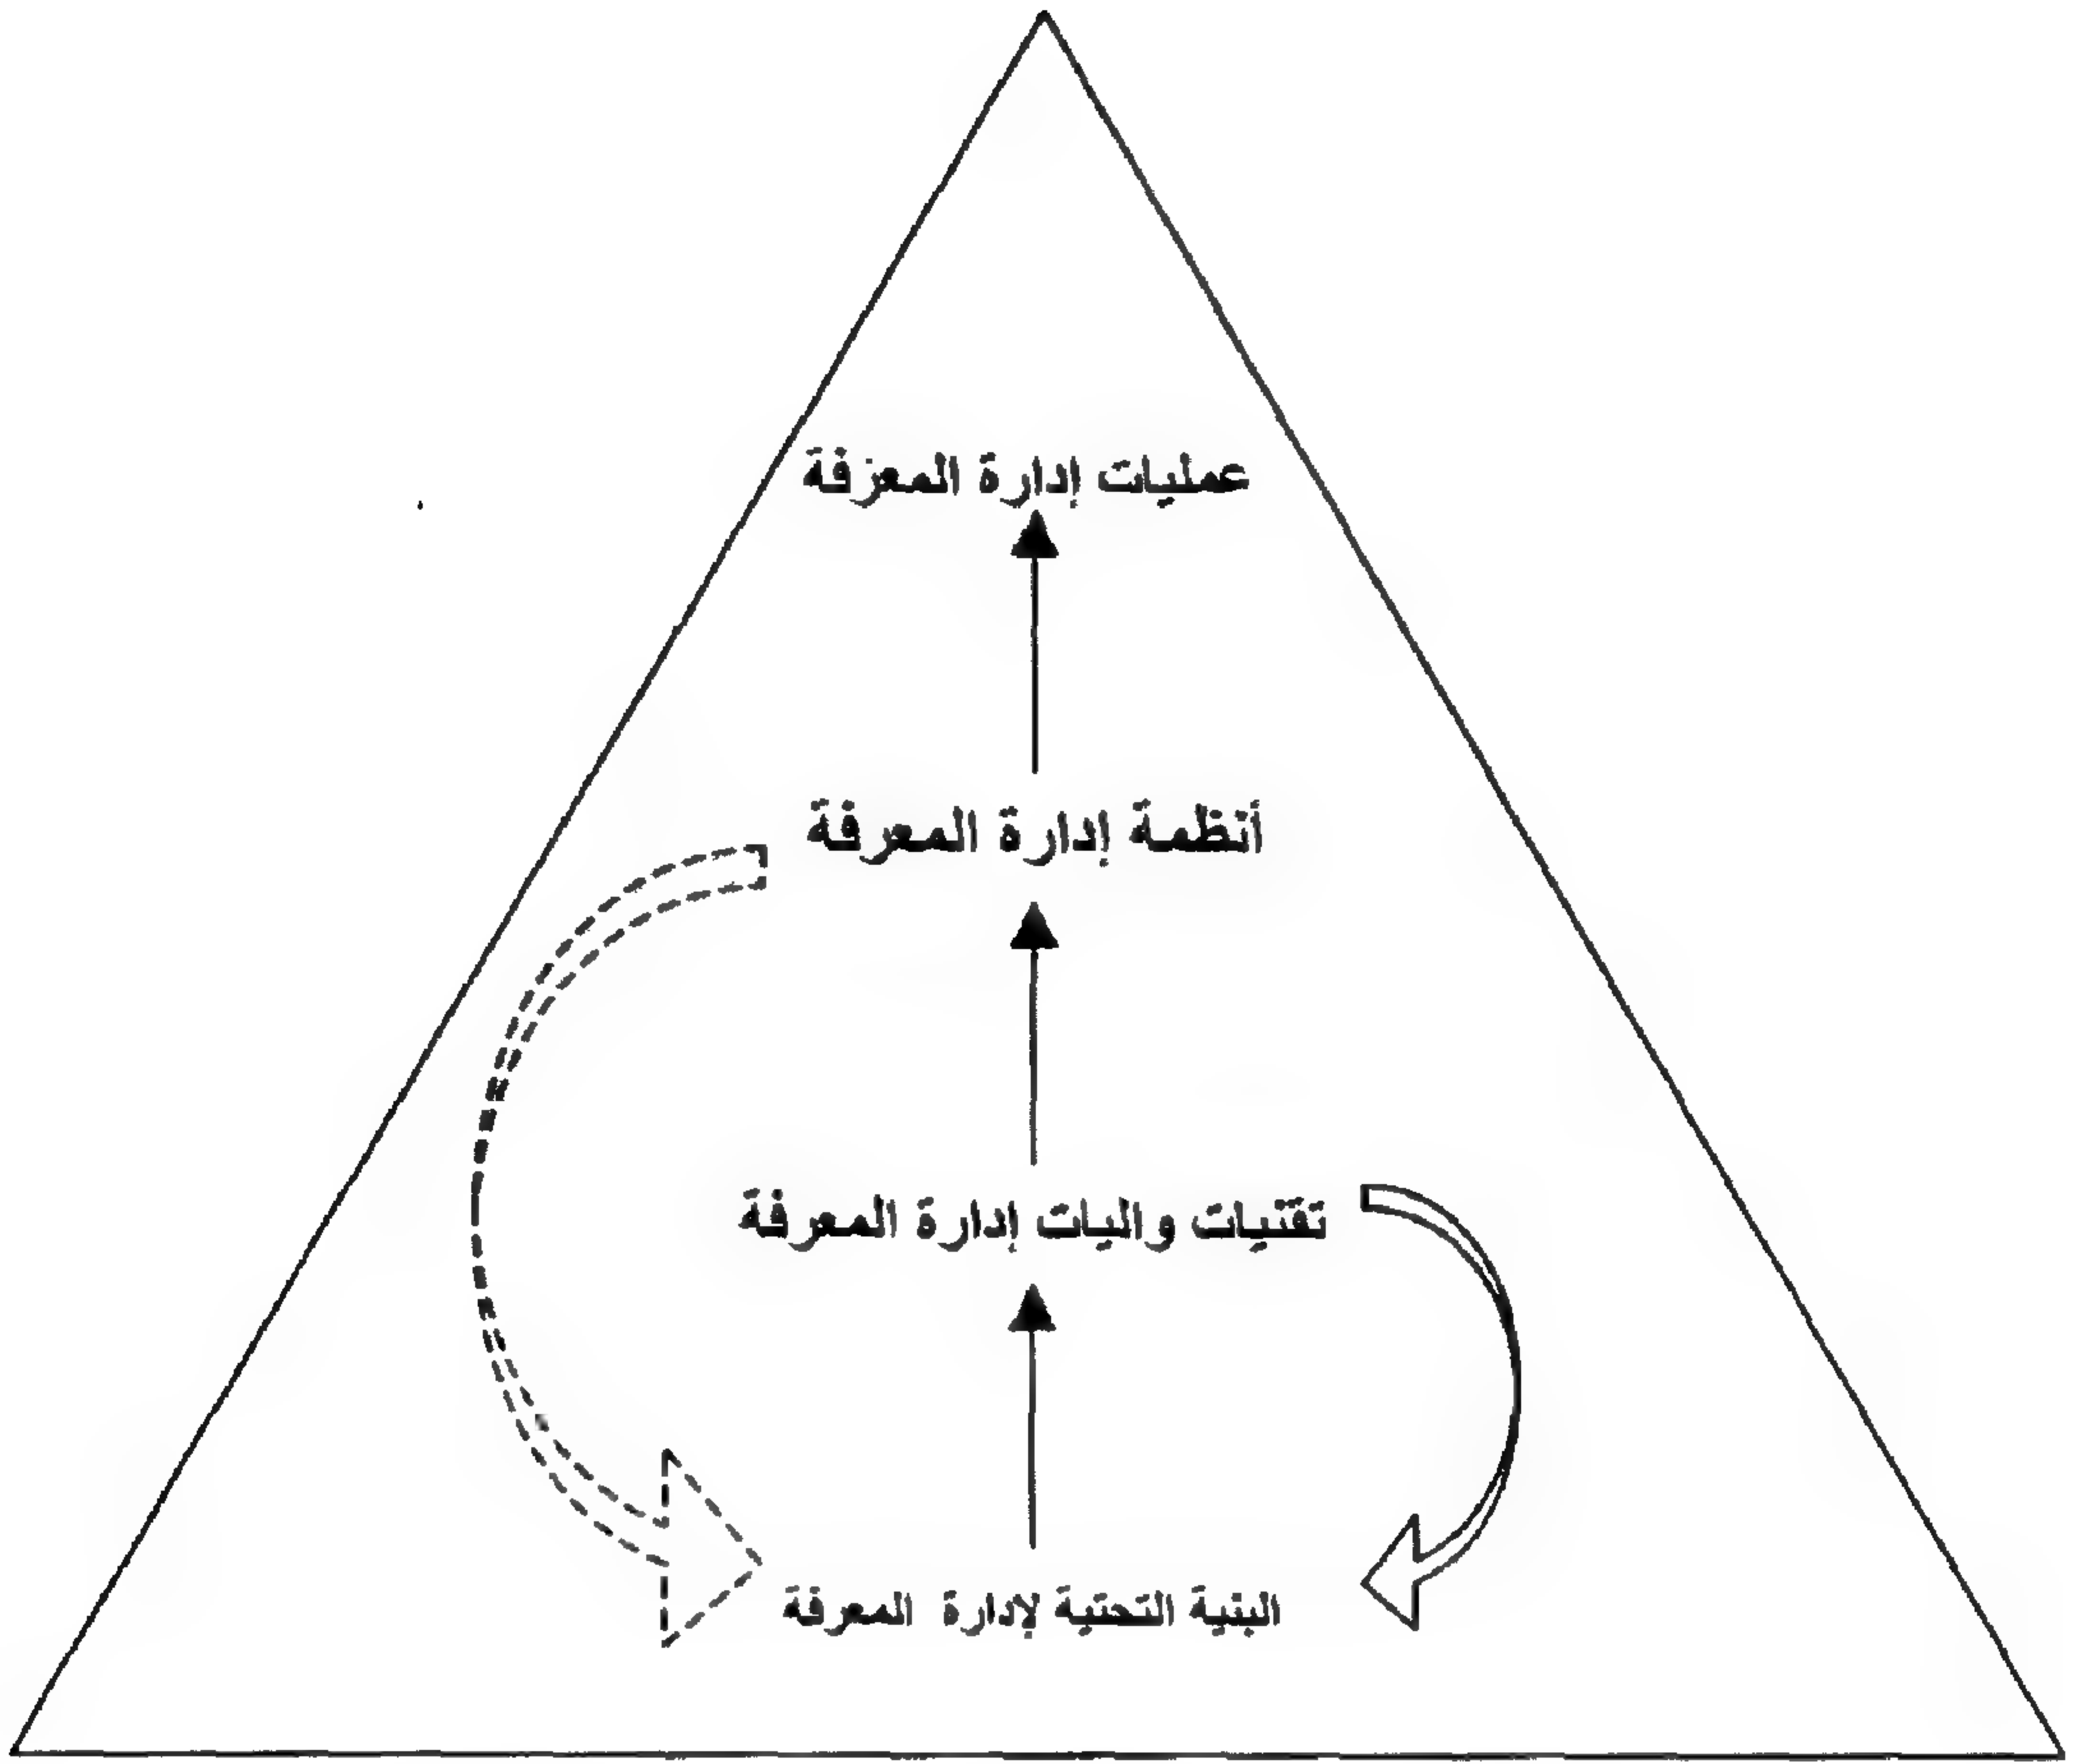 عمليات إدارة المعرفة
أنظمة إدارة المعرفة
تقنيات واليات إدارة المعرفة
البنية التحتية لإدارة المعرفة